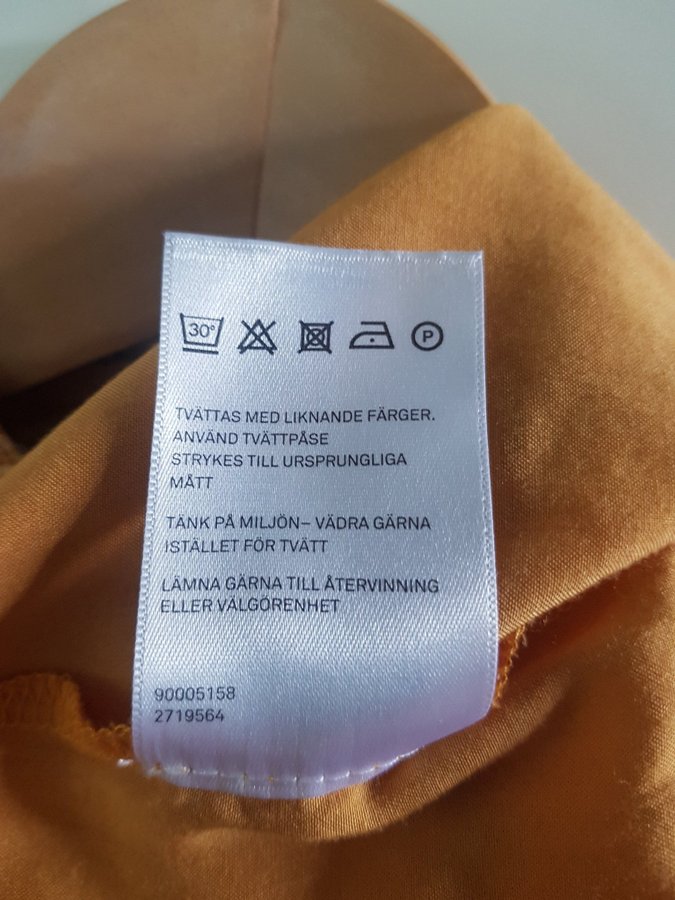 30°
P
TVÄTTAS MED LIKNANDE FÄRGER.
ANVÄND TVÄTTPÅSE
STRYKES TILL URSPRUNGLIGA
MÅTT
TÄNK PÅ MILJÖN– VÄDRA GÄRNA
ISTÄLLET FÖR TVÄTT
LÄMNA GÄRNA TILL ÅTERVINNING
ELLER VÄLGÖRENHET
90005158
2719564